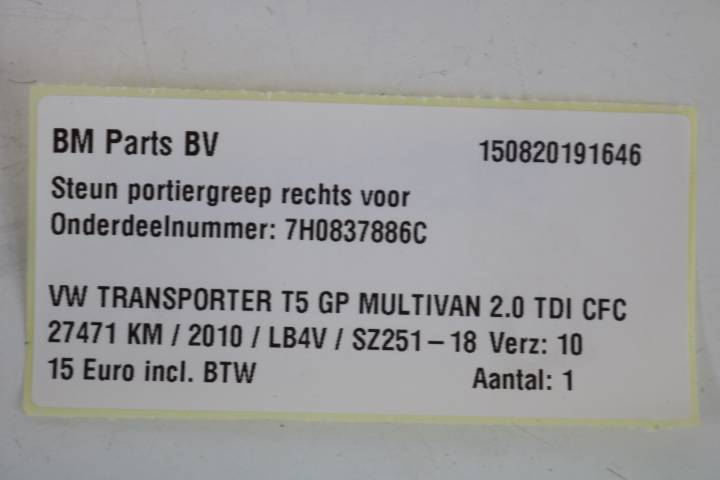 BM Parts BV 150820191646
Steun portiergreep rechts voor
Onderdeelnummer: 7H0837886C
VW TRANSPORTER T5 GP MULTIVAN 2.0 TDI CFC
27471 KM / 2010 / LB4V / SZ251-18 Verz: 10
15 Euro incl. BTW Aantal: 1